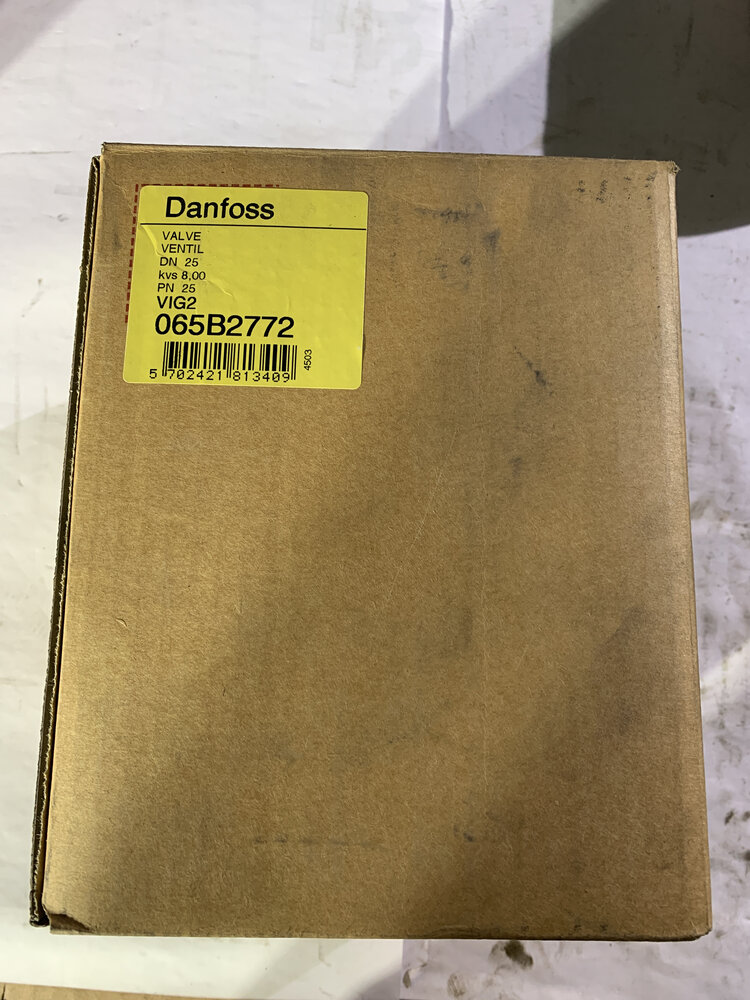 Danfoss
VALVE
VENTIL
DN 25
kvs 8,00
PN 25
VIG2
065B2772
4503
5 702421 813409